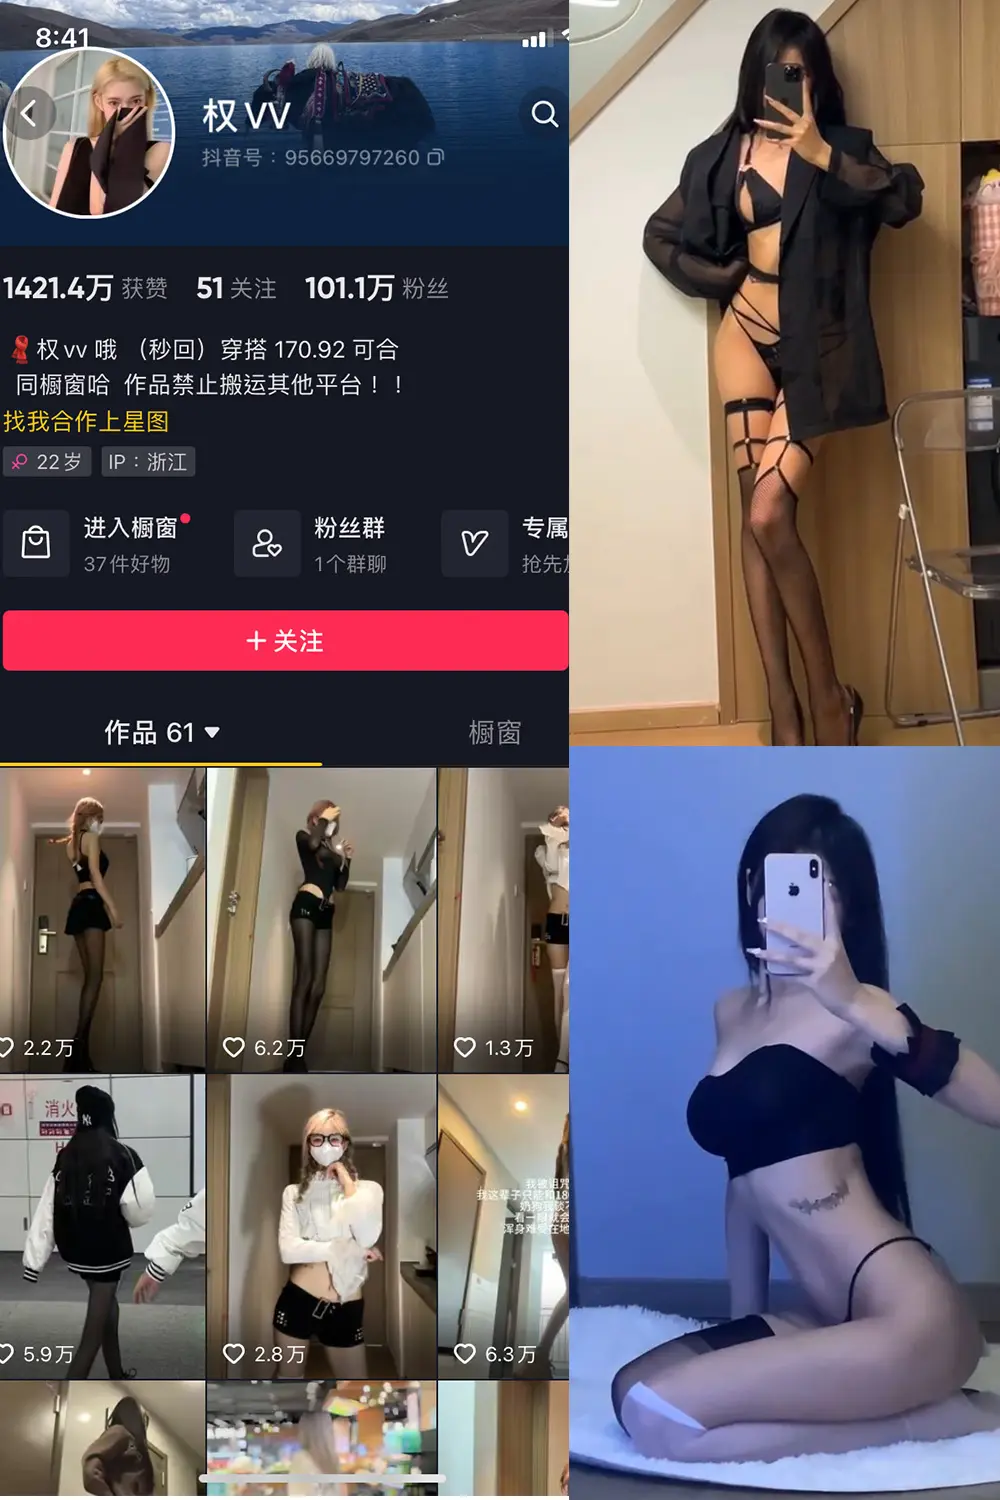 8:41
权VV
抖音号：95669797260
1421.4万 获赞 51 关注 101.1万 粉丝
权vv 哦 （秒回）穿搭 170.92 可合
同橱窗哈 作品禁止搬运其他平台！！
找我合作上星图
22岁 IP：浙江
进入橱窗 粉丝群 专属
37件好物 1个群聊 抢先
关注
作品 61 橱窗
2.2万 6.2万 1.3万
消火
NY
我被诅咒
我这辈子只能和18
5.9万 2.8万 6.3万